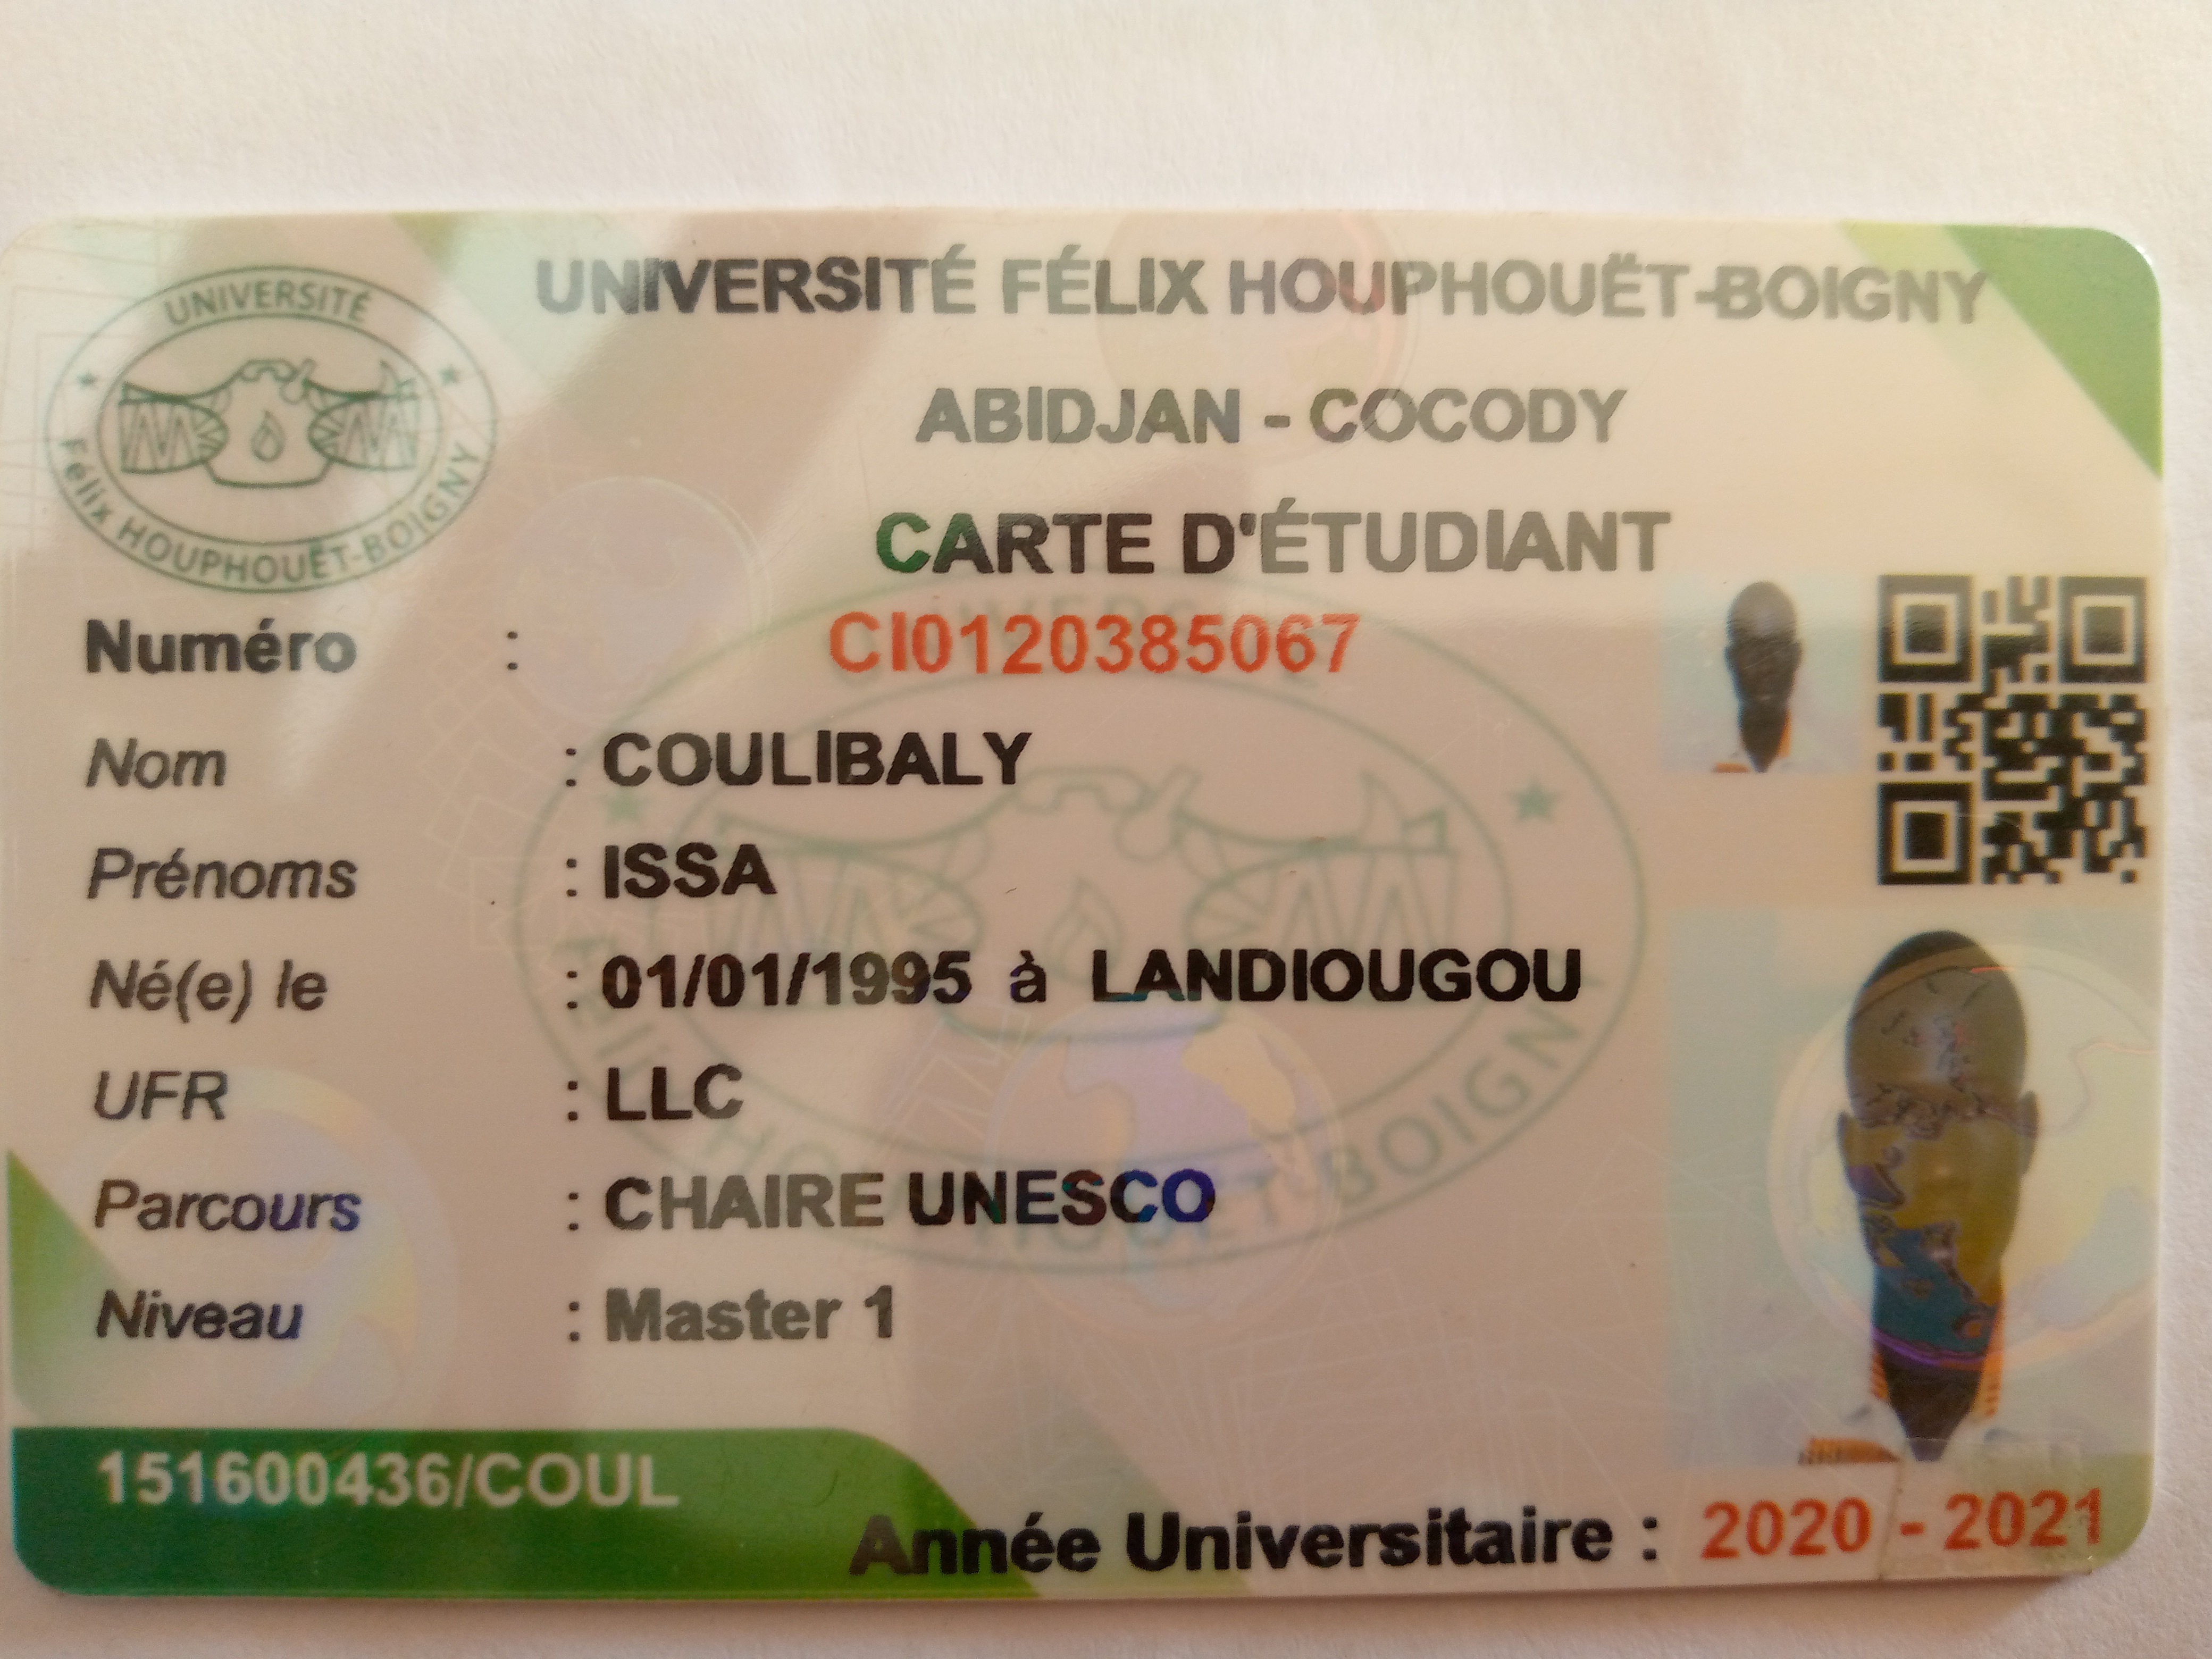 UNIVERSITÉ FÉLIX HOUPHOUËT-BOIGNY
ABIDJAN - COCODY
CARTE D'ÉTUDIANT
UNIVERSITÉ
Félix HOUPHOUËT-BOIGNY
Numéro : CI0120385067
Nom : COULIBALY
Prénoms : ISSA
Né(e) le : 01/01/1995 à LANDIOUGOU
UFR : LLC
Parcours : CHAIRE UNESCO
Niveau : Master 1
151600436/COUL
Année Universitaire : 2020 - 2021